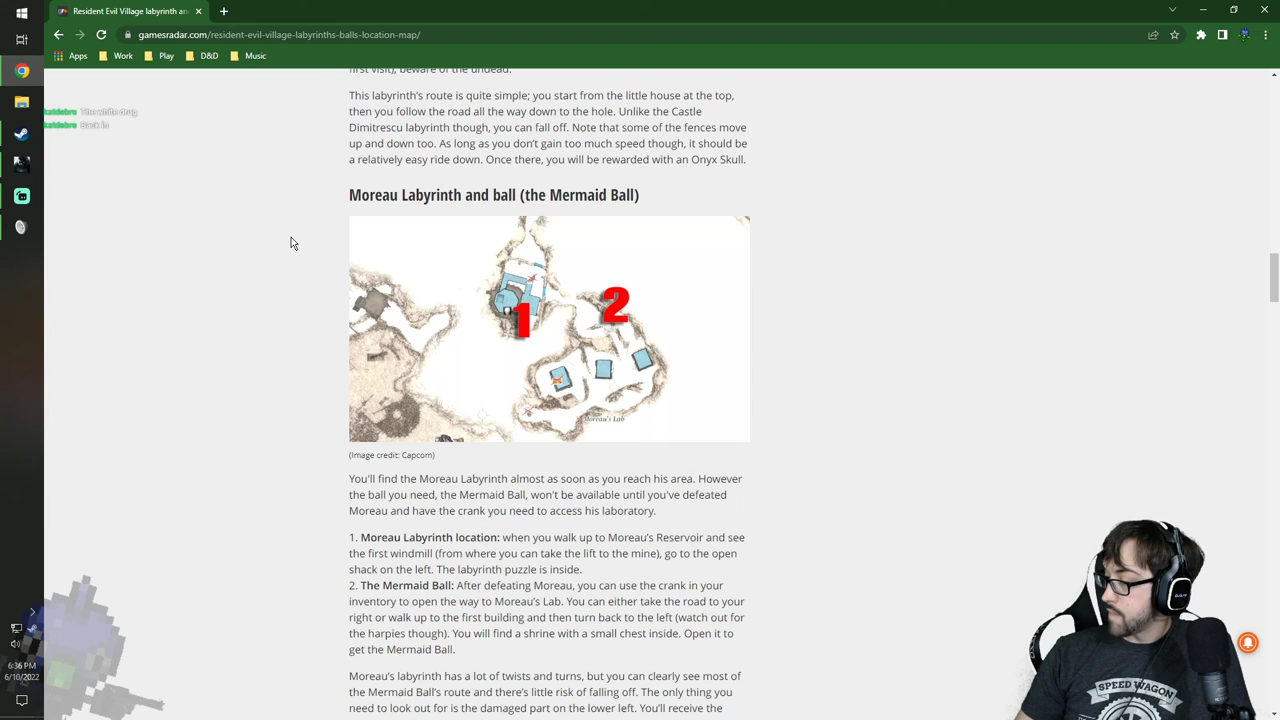 Resident Evil Village labyrinth an
gamesradar.com/resident-evil-village-labyrinths-balls-location-map/
Apps Work Play D&D Music
first visit), beware of the undead.
kaldebro The white drag
kaldebro Back in
This labyrinth's route is quite simple; you start from the little house at the top,
then you follow the road all the way down to the hole. Unlike the Castle
Dimitrescu labyrinth though, you can fall off. Note that some of the fences move
up and down too. As long as you don't gain too much speed though, it should be
a relatively easy ride down. Once there, you will be rewarded with an Onyx Skull.
Moreau Labyrinth and ball (the Mermaid Ball)
1
2
Moreau's Lab
(Image credit: Capcom)
You'll find the Moreau Labyrinth almost as soon as you reach his area. However
the ball you need, the Mermaid Ball, won't be available until you've defeated
Moreau and have the crank you need to access his laboratory.
1. Moreau Labyrinth location: when you walk up to Moreau's Reservoir and see
the first windmill (from where you can take the lift to the mine), go to the open
shack on the left. The labyrinth puzzle is inside.
2. The Mermaid Ball: After defeating Moreau, you can use the crank in your
inventory to open the way to Moreau's Lab. You can either take the road to your
right or walk up to the first building and then turn back to the left (watch out for
the harpies though). You will find a shrine with a small chest inside. Open it to
get the Mermaid Ball.
Moreau's labyrinth has a lot of twists and turns, but you can clearly see most of
the Mermaid Ball's route and there's little risk of falling off. The only thing you
need to look out for is the damaged part on the lower left. You'll receive the
6:36 PM
6/10/2022
SPEED WAGON